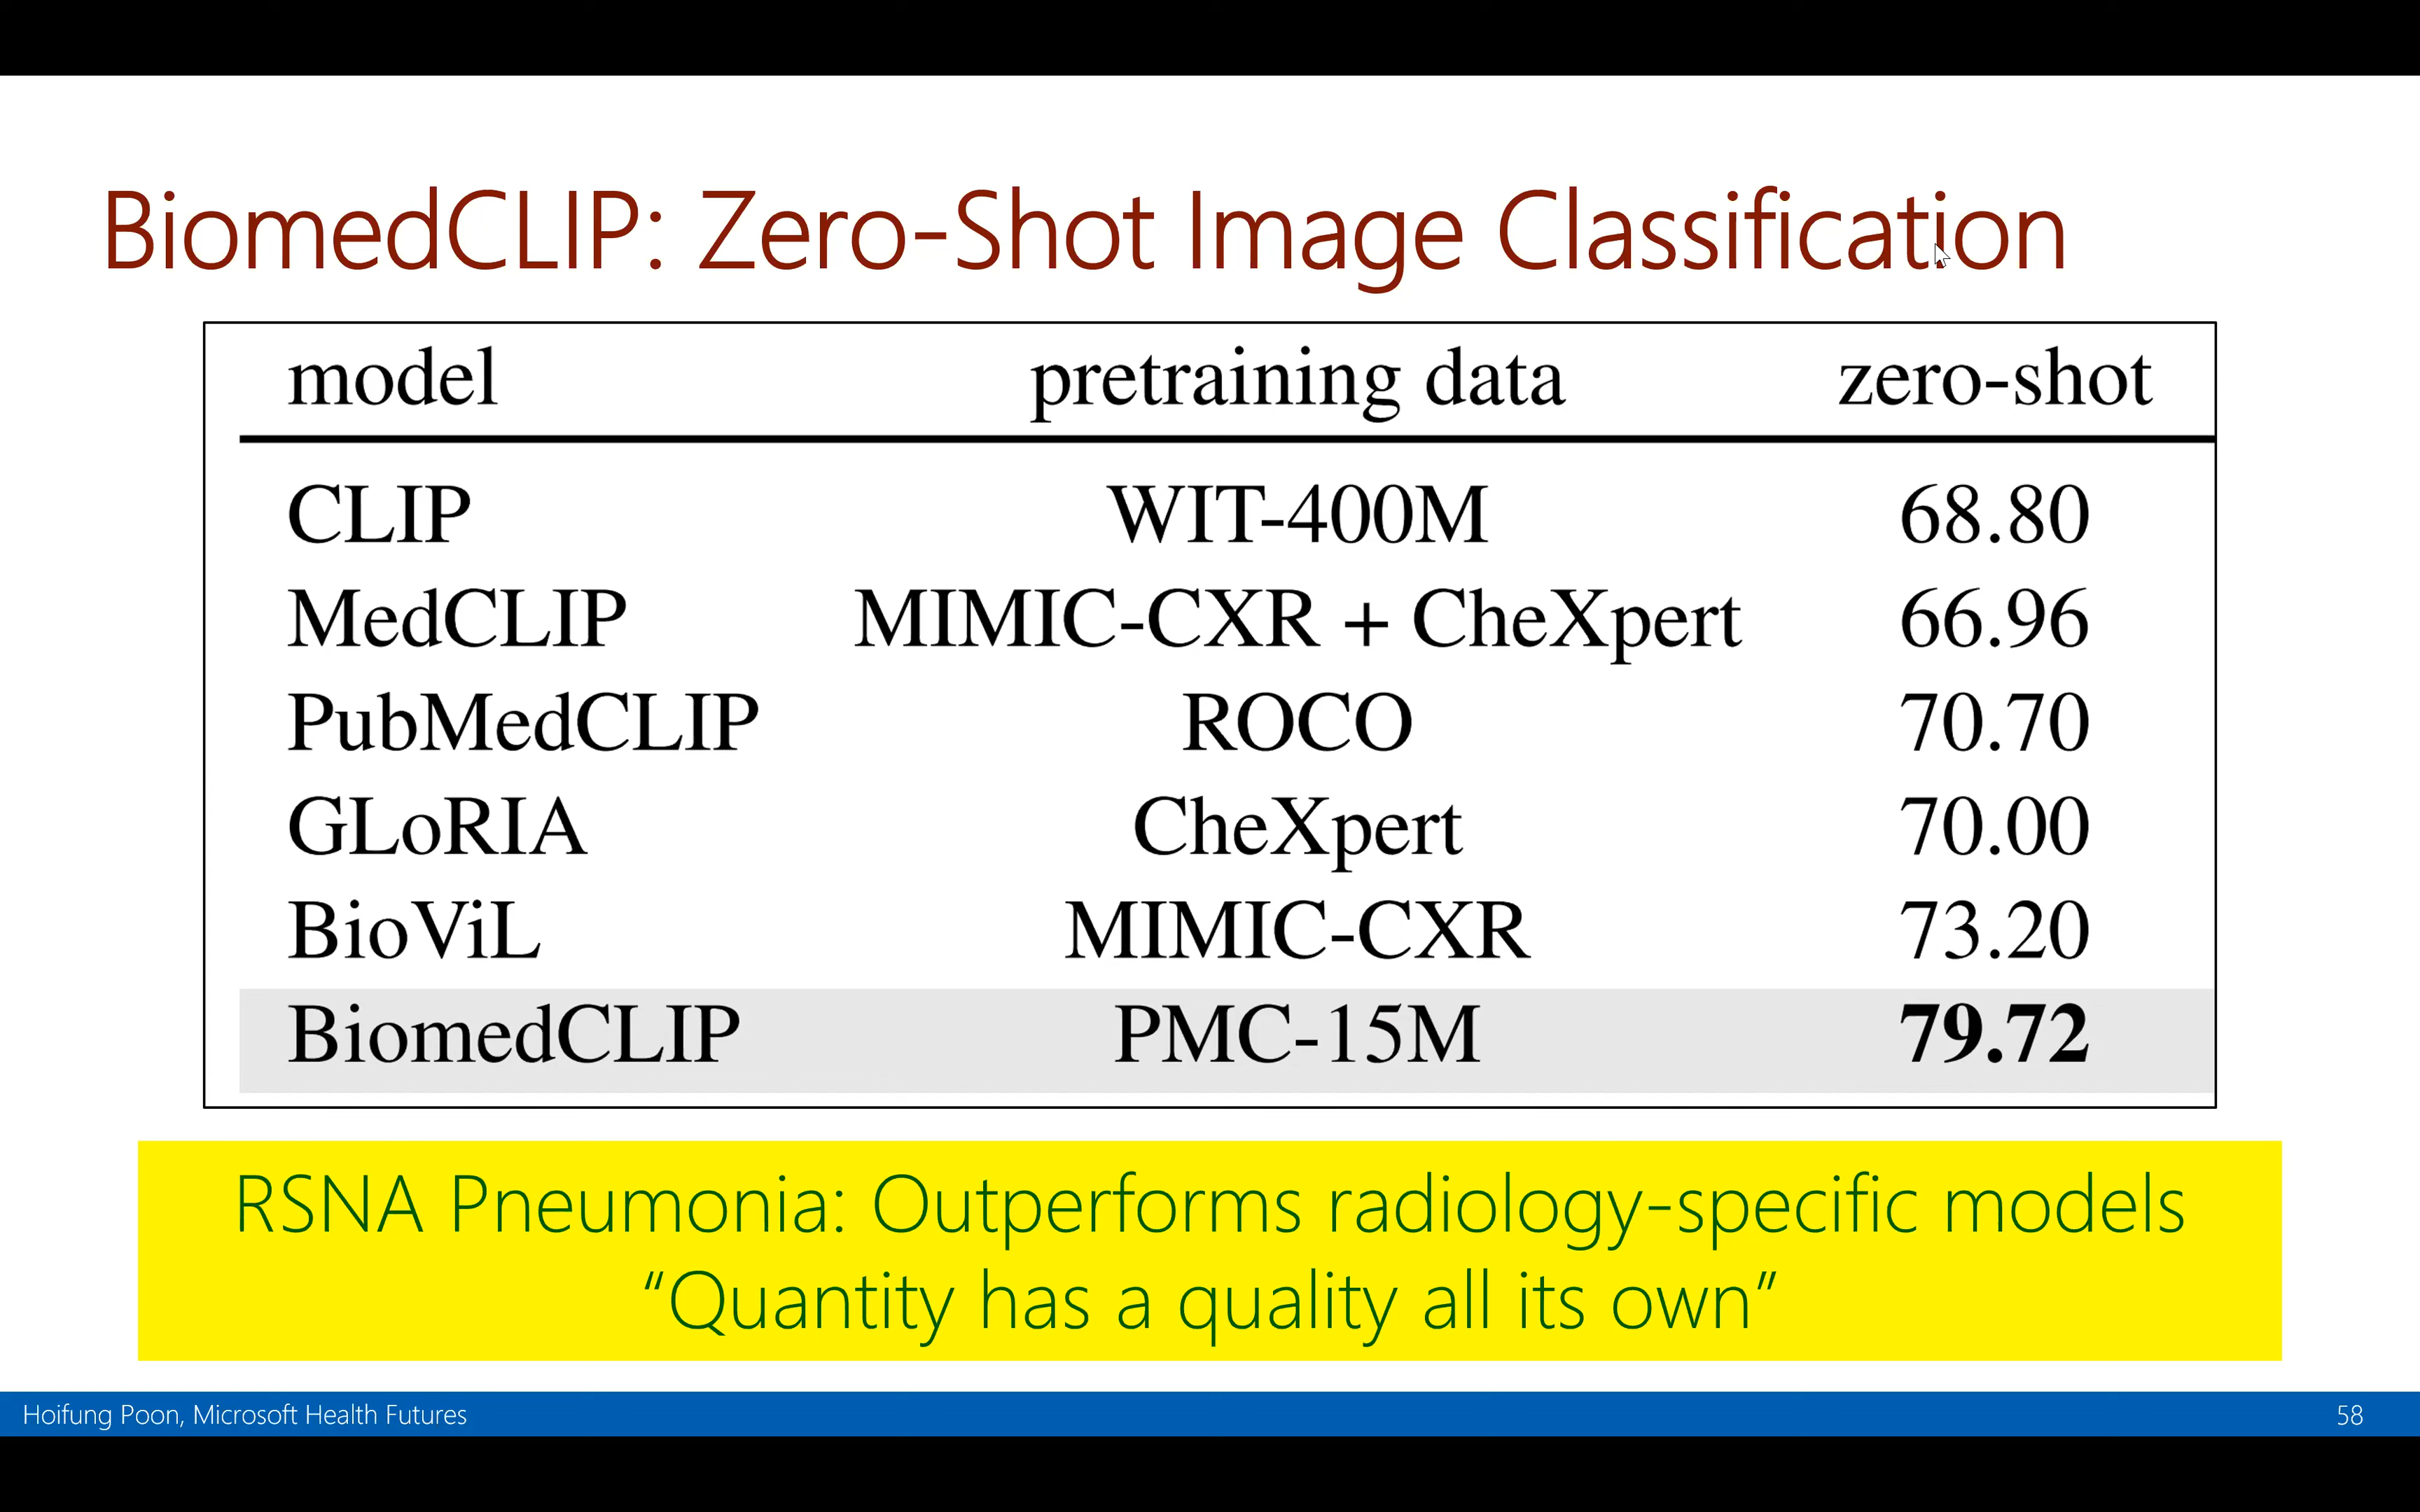 BiomedCLIP: Zero-Shot Image Classification
model pretraining data zero-shot
CLIP WIT-400M 68.80
MedCLIP MIMIC-CXR + CheXpert 66.96
PubMedCLIP ROCO 70.70
GLoRIA CheXpert 70.00
BioViL MIMIC-CXR 73.20
BiomedCLIP PMC-15M 79.72
RSNA Pneumonia: Outperforms radiology-specific models
“Quantity has a quality all its own”
Hoifung Poon, Microsoft Health Futures 58